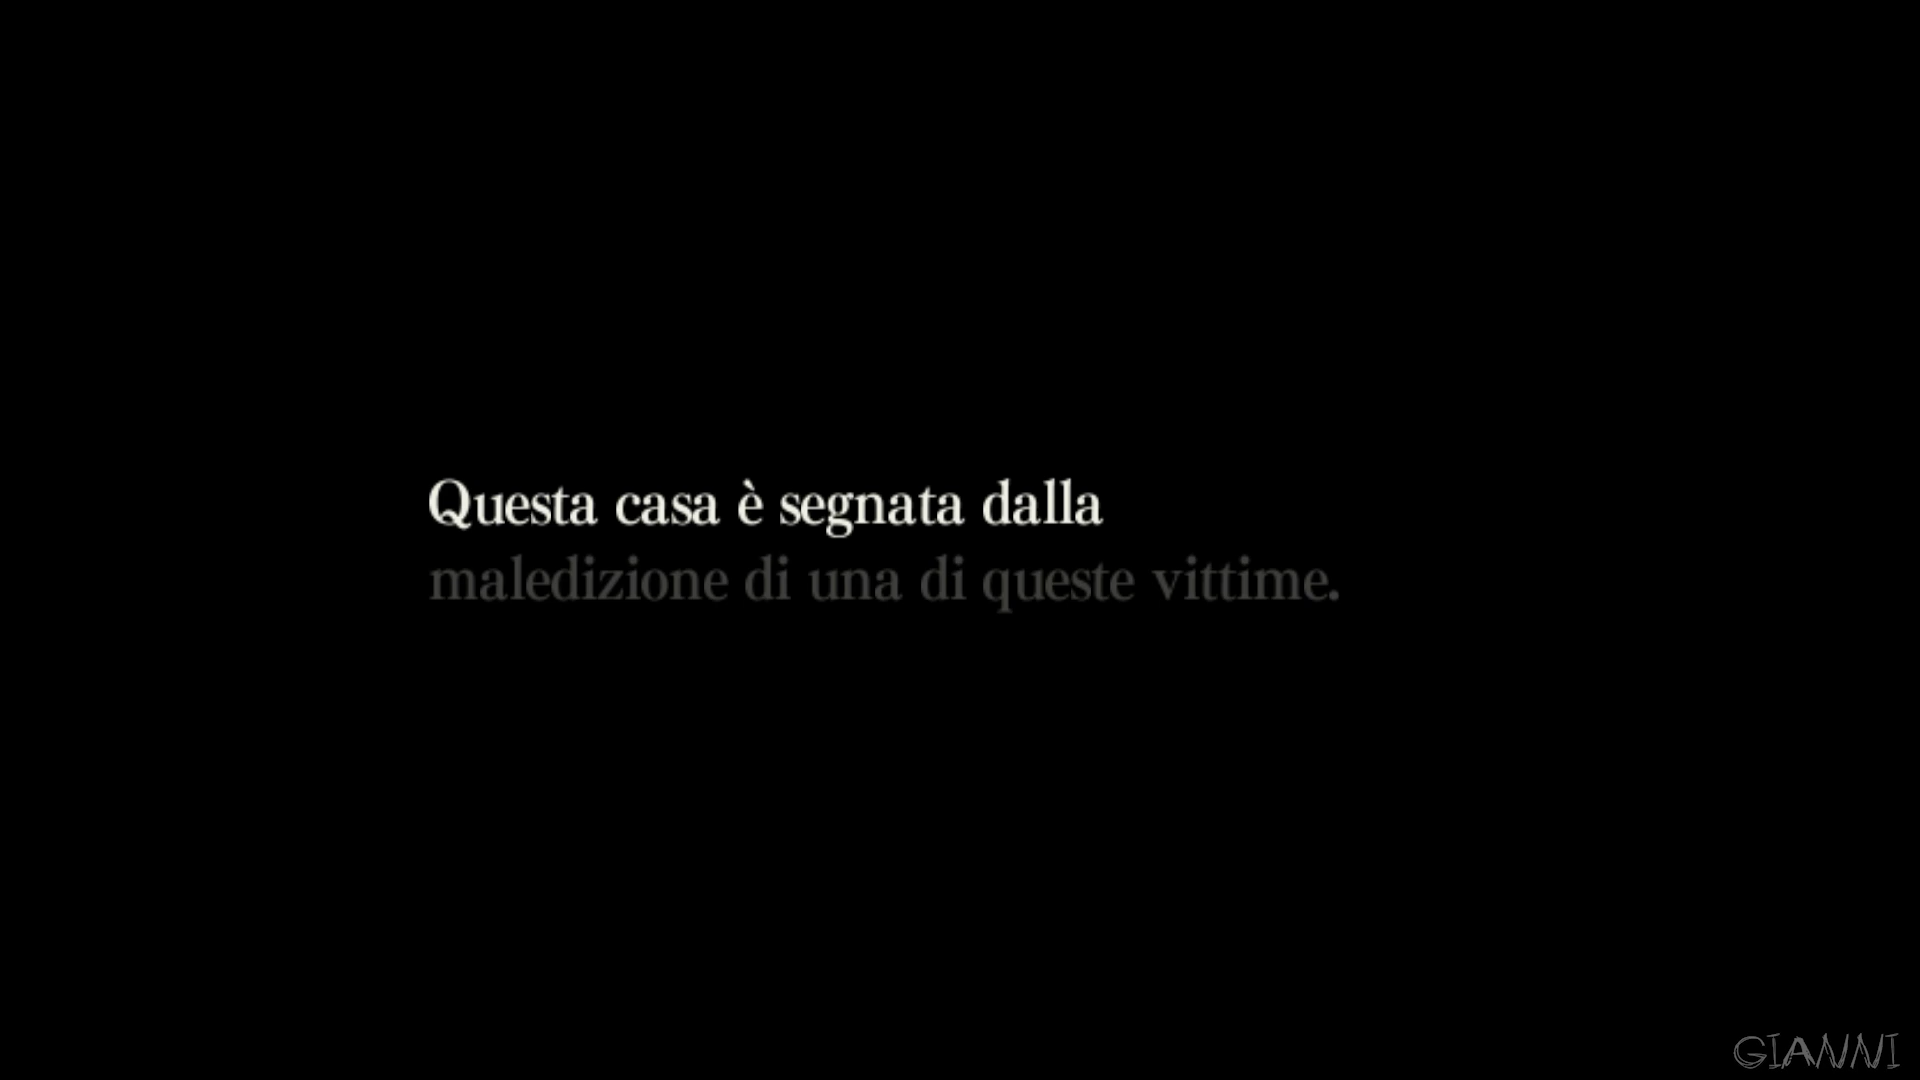 Questa casa è segnata dalla
maledizione di una di queste vittime.
GIANNI